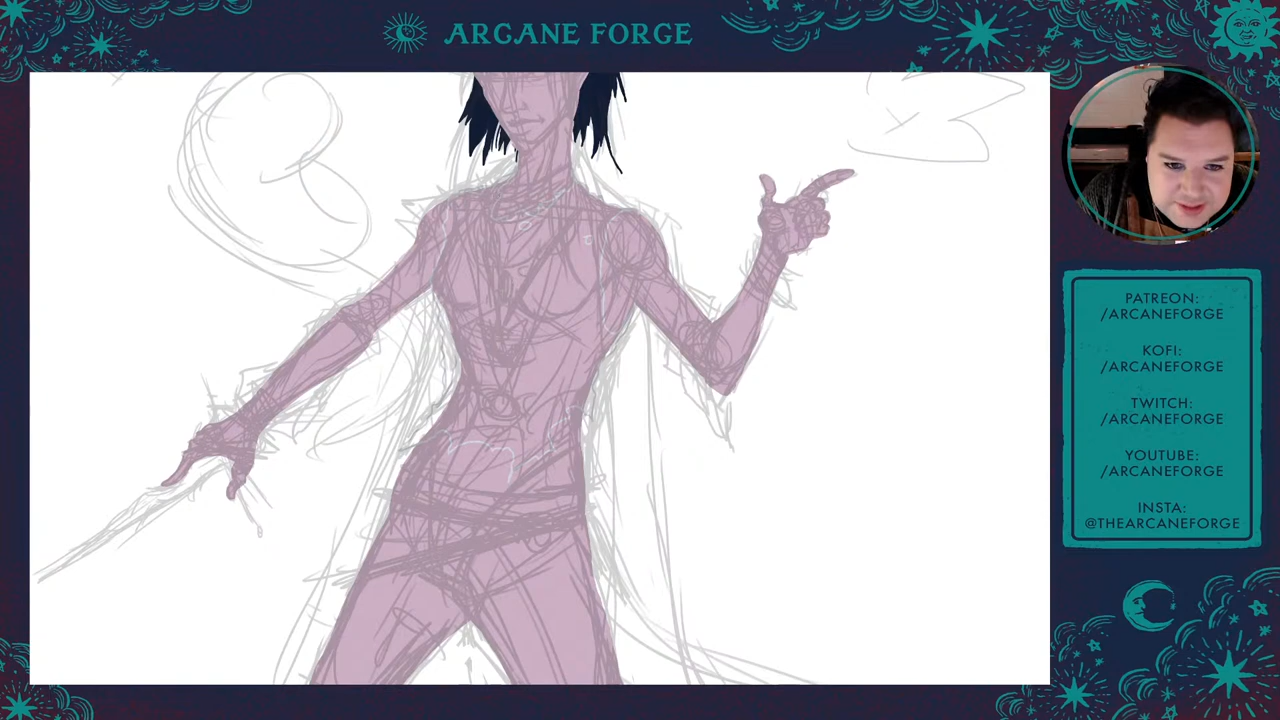 ARCANE FORGE
PATREON:
/ARCANEFORGE
KOFI:
/ARCANEFORGE
TWITCH:
/ARCANEFORGE
YOUTUBE:
/ARCANEFORGE
INSTA:
@THEARCANEFORGE